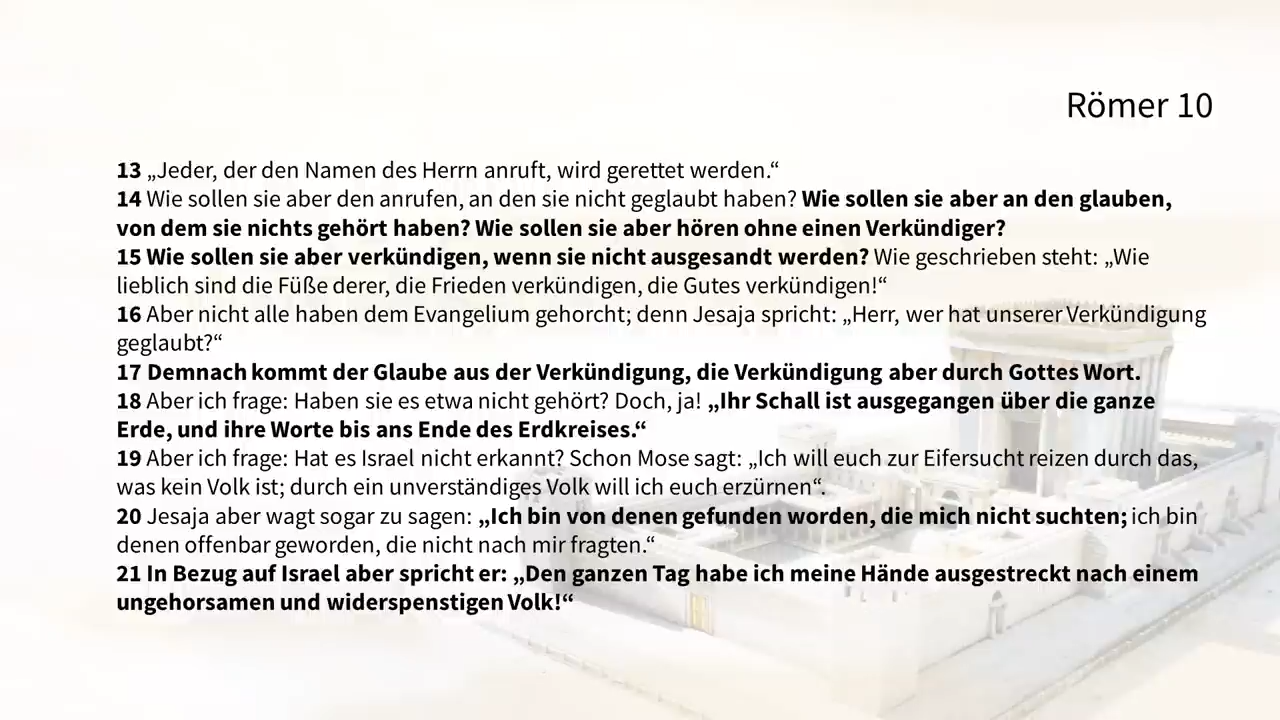 Römer 10
13 „Jeder, der den Namen des Herrn anruft, wird gerettet werden.“
14 Wie sollen sie aber den anrufen, an den sie nicht geglaubt haben? Wie sollen sie aber an den glauben,
von dem sie nichts gehört haben? Wie sollen sie aber hören ohne einen Verkündiger?
15 Wie sollen sie aber verkündigen, wenn sie nicht ausgesandt werden? Wie geschrieben steht: „Wie
lieblich sind die Füße derer, die Frieden verkündigen, die Gutes verkündigen!“
16 Aber nicht alle haben dem Evangelium gehorcht; denn Jesaja spricht: „Herr, wer hat unserer Verkündigung
geglaubt?“
17 Demnach kommt der Glaube aus der Verkündigung, die Verkündigung aber durch Gottes Wort.
18 Aber ich frage: Haben sie es etwa nicht gehört? Doch, ja! „Ihr Schall ist ausgegangen über die ganze
Erde, und ihre Worte bis ans Ende des Erdkreises.“
19 Aber ich frage: Hat es Israel nicht erkannt? Schon Mose sagt: „Ich will euch zur Eifersucht reizen durch das,
was kein Volk ist; durch ein unverständiges Volk will ich euch erzürnen“.
20 Jesaja aber wagt sogar zu sagen: „Ich bin von denen gefunden worden, die mich nicht suchten; ich bin
denen offenbar geworden, die nicht nach mir fragten.“
21 In Bezug auf Israel aber spricht er: „Den ganzen Tag habe ich meine Hände ausgestreckt nach einem
ungehorsamen und widerspenstigen Volk!“